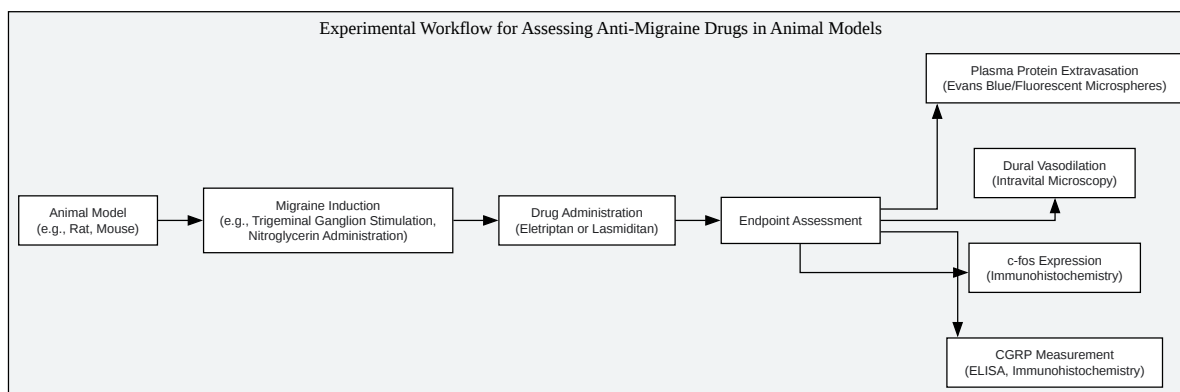 Experimental Workflow for Assessing Anti-Migraine Drugs in Animal Models
Plasma Protein Extravasation
(Evans Blue/Fluorescent Microspheres)
Dural Vasodilation
(Intravital Microscopy)
Animal Model
(e.g., Rat, Mouse)
Migraine Induction
(e.g., Trigeminal Ganglion Stimulation,
Nitroglycerin Administration)
Drug Administration
(Eletriptan or Lasmiditan)
Endpoint Assessment
c-fos Expression
(Immunohistochemistry)
CGRP Measurement
(ELISA, Immunohistochemistry)